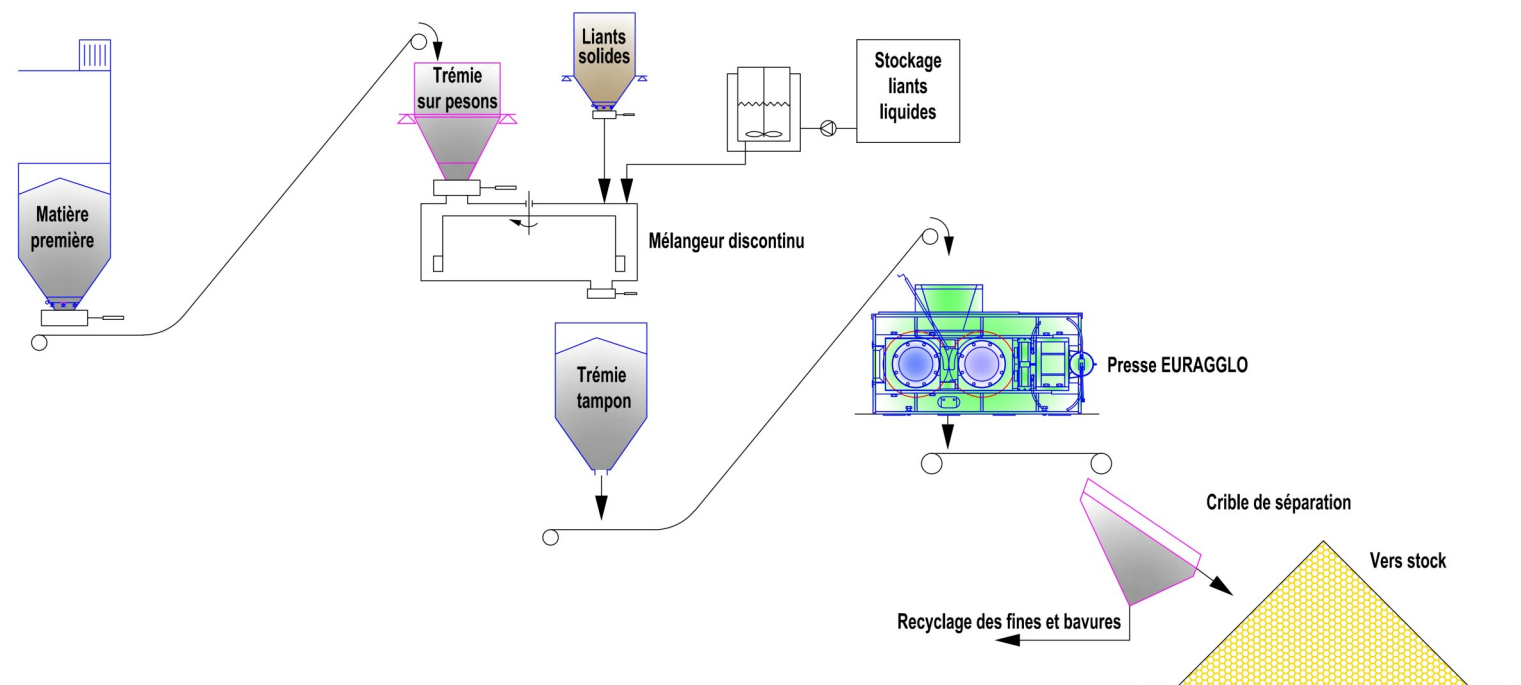 Liants
solides
Trémie
sur pesons
Stockage
liants
liquides
Matière
première
Mélangeur discontinu
Trémie
tampon
Presse EURAGGLO
Crible de séparation
Vers stock
Recyclage des fines et bavures